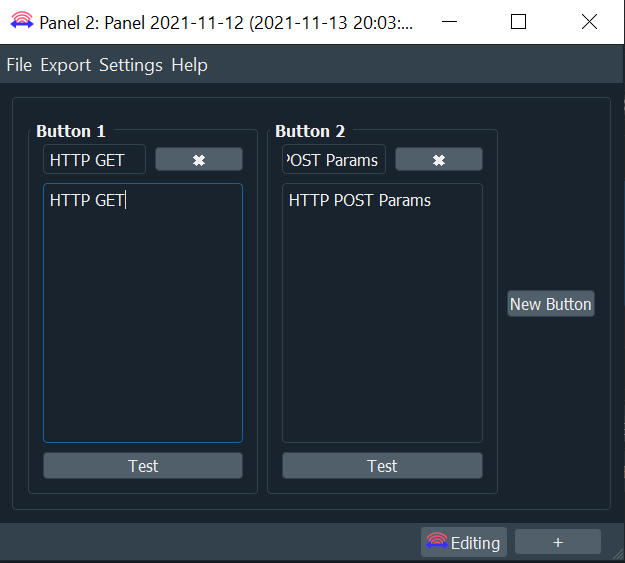 Panel 2: Panel 2021-11-12 (2021-11-13 20:03:...
File Export Settings Help
Button 1
Button 2
HTTP GET
POST Params
HTTP GET
HTTP POST Params
New Button
Test
Test
Editing
+